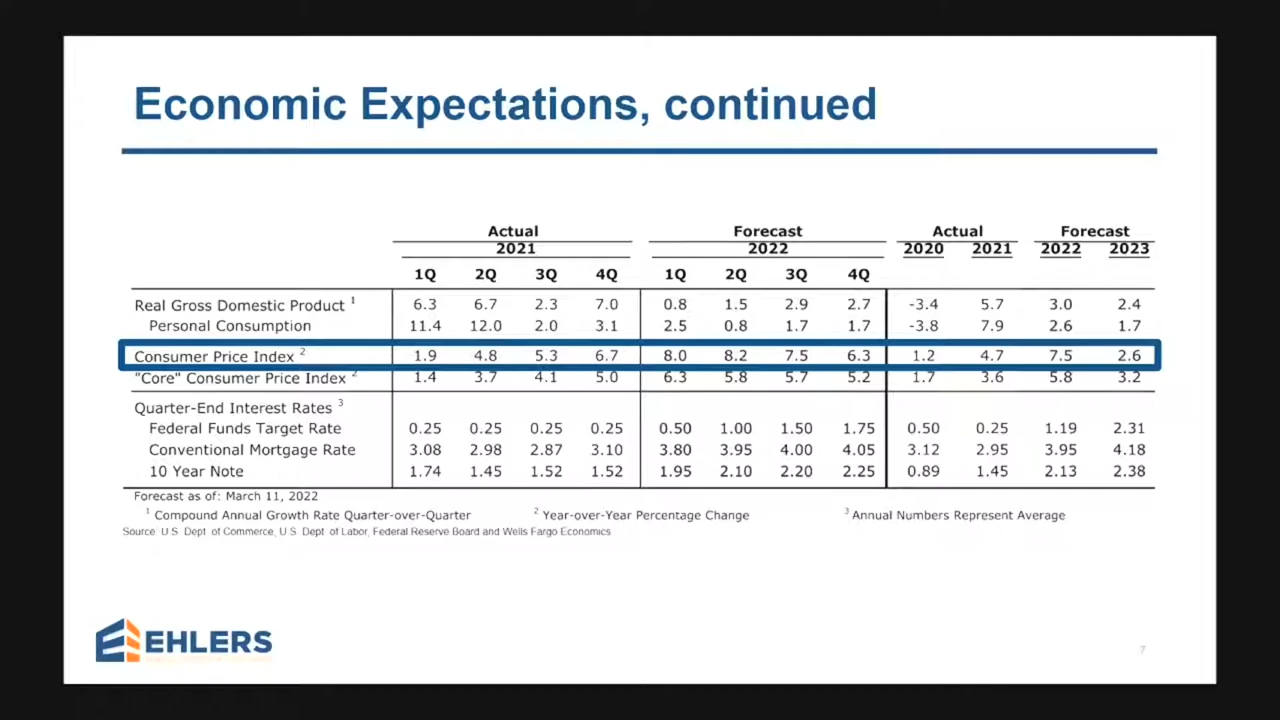 Economic Expectations, continued
Actual Forecast Actual Forecast
2021 2022 2020 2021 2022 2023
1Q 2Q 3Q 4Q 1Q 2Q 3Q 4Q
Real Gross Domestic Product 1 6.3 6.7 2.3 7.0 0.8 1.5 2.9 2.7 -3.4 5.7 3.0 2.4
Personal Consumption 11.4 12.0 2.0 3.1 2.5 0.8 1.7 1.7 -3.8 7.9 2.6 1.7
Consumer Price Index 2 1.9 4.8 5.3 6.7 8.0 8.2 7.5 6.3 1.2 4.7 7.5 2.6
"Core" Consumer Price Index 2 1.4 3.7 4.1 5.0 6.3 5.8 5.7 5.2 1.7 3.6 5.8 3.2
Quarter-End Interest Rates 3
Federal Funds Target Rate 0.25 0.25 0.25 0.25 0.50 1.00 1.50 1.75 0.50 0.25 1.19 2.31
Conventional Mortgage Rate 3.08 2.98 2.87 3.10 3.80 3.95 4.00 4.05 3.12 2.95 3.95 4.18
10 Year Note 1.74 1.45 1.52 1.52 1.95 2.10 2.20 2.25 0.89 1.45 2.13 2.38
Forecast as of: March 11, 2022
1 Compound Annual Growth Rate Quarter-over-Quarter 2 Year-over-Year Percentage Change 3 Annual Numbers Represent Average
Source: U.S. Dept. of Commerce, U.S. Dept. of Labor, Federal Reserve Board and Wells Fargo Economics
EHLERS
7